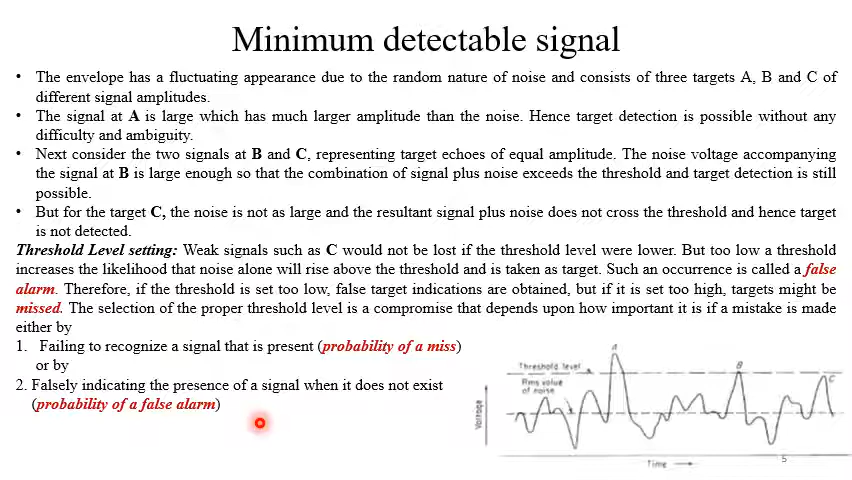 Minimum detectable signal
• The envelope has a fluctuating appearance due to the random nature of noise and consists of three targets A, B and C of
different signal amplitudes.
• The signal at A is large which has much larger amplitude than the noise. Hence target detection is possible without any
difficulty and ambiguity.
• Next consider the two signals at B and C, representing target echoes of equal amplitude. The noise voltage accompanying
the signal at B is large enough so that the combination of signal plus noise exceeds the threshold and target detection is still
possible.
• But for the target C, the noise is not as large and the resultant signal plus noise does not cross the threshold and hence target
is not detected.
Threshold Level setting: Weak signals such as C would not be lost if the threshold level were lower. But too low a threshold
increases the likelihood that noise alone will rise above the threshold and is taken as target. Such an occurrence is called a false
alarm. Therefore, if the threshold is set too low, false target indications are obtained, but if it is set too high, targets might be
missed. The selection of the proper threshold level is a compromise that depends upon how important it is if a mistake is made
either by
1. Failing to recognize a signal that is present (probability of a miss)
or by
2. Falsely indicating the presence of a signal when it does not exist
(probability of a false alarm)
A
Threshold level
B
Rms value
of noise
C
Voltage
Time
5